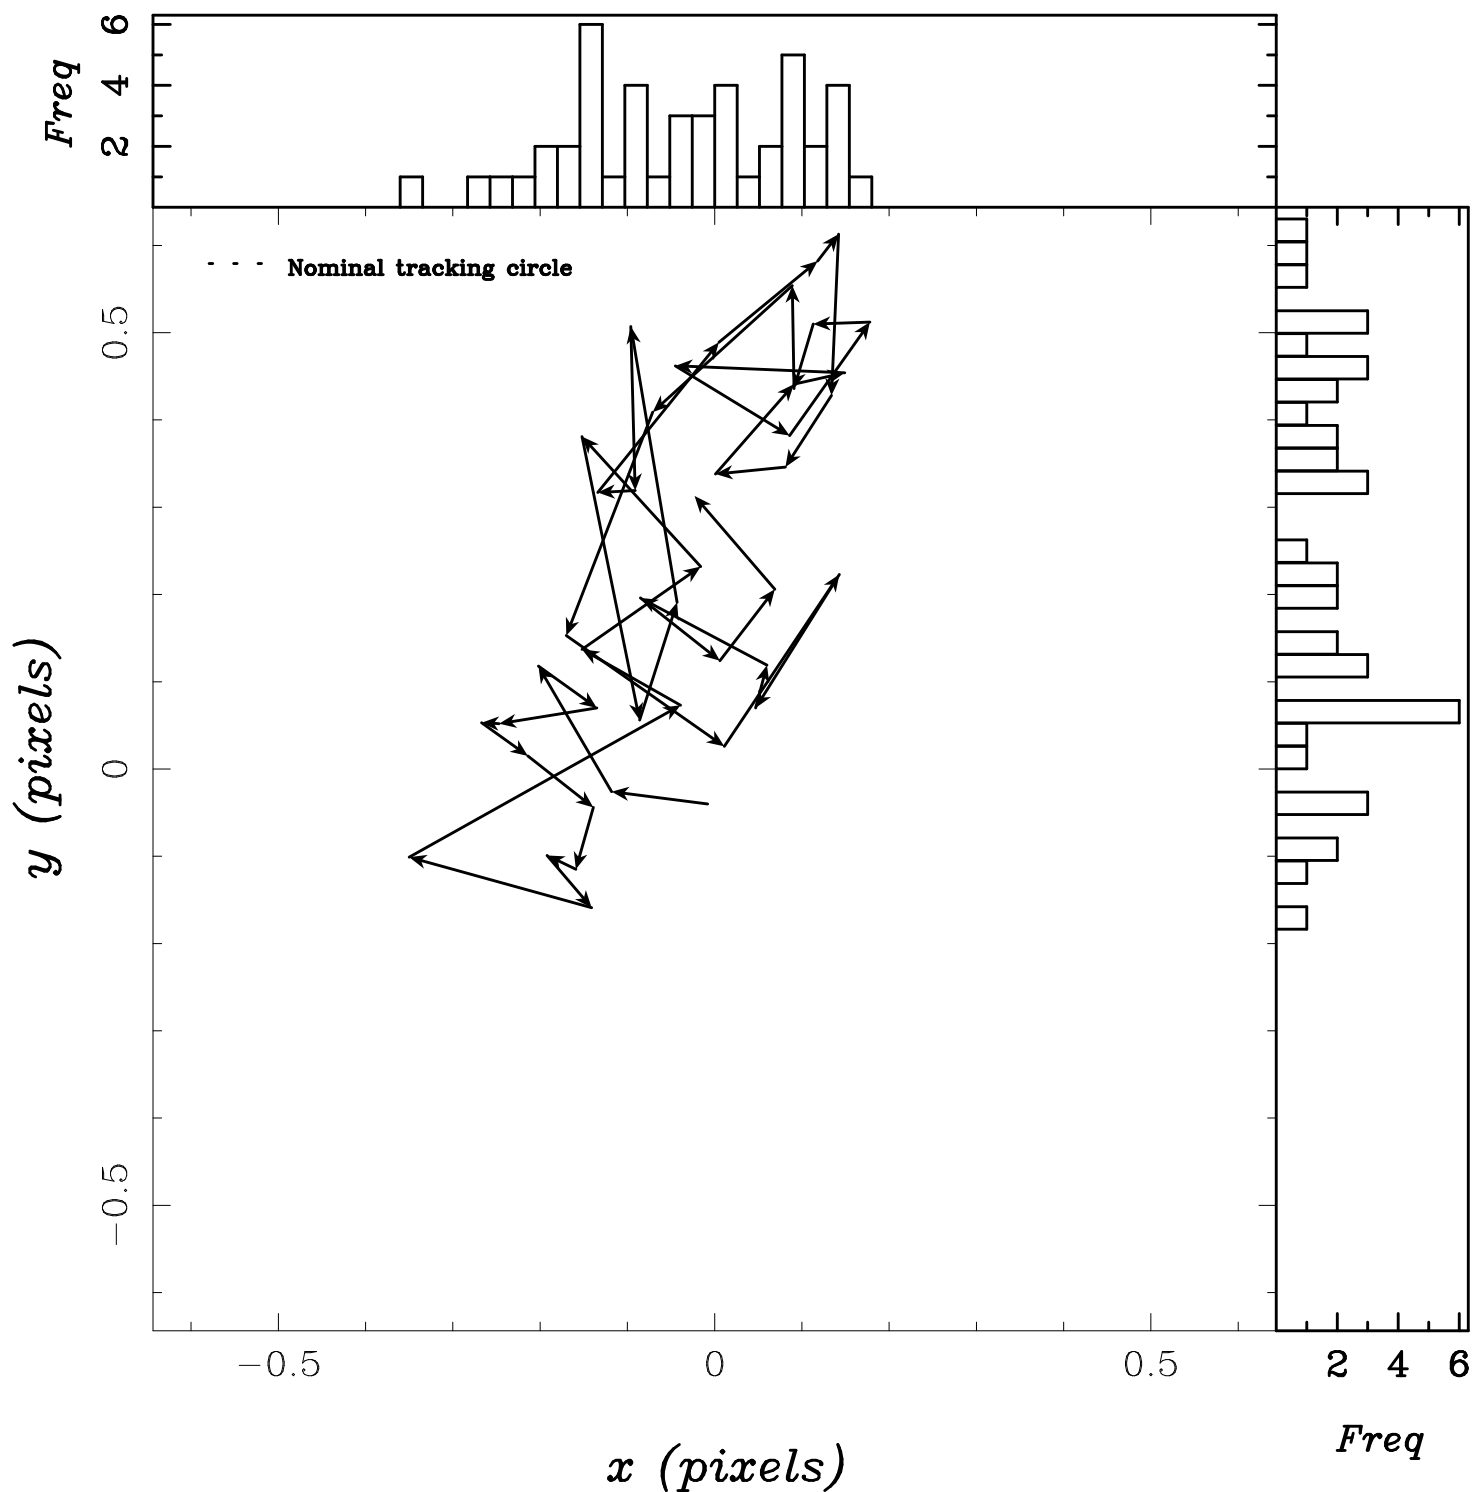 Freq
6
4
2
- - - Nominal tracking circle
0.5
0
−0.5
y (pixels)
−0.5 0 0.5
x (pixels)
2 4 6
Freq